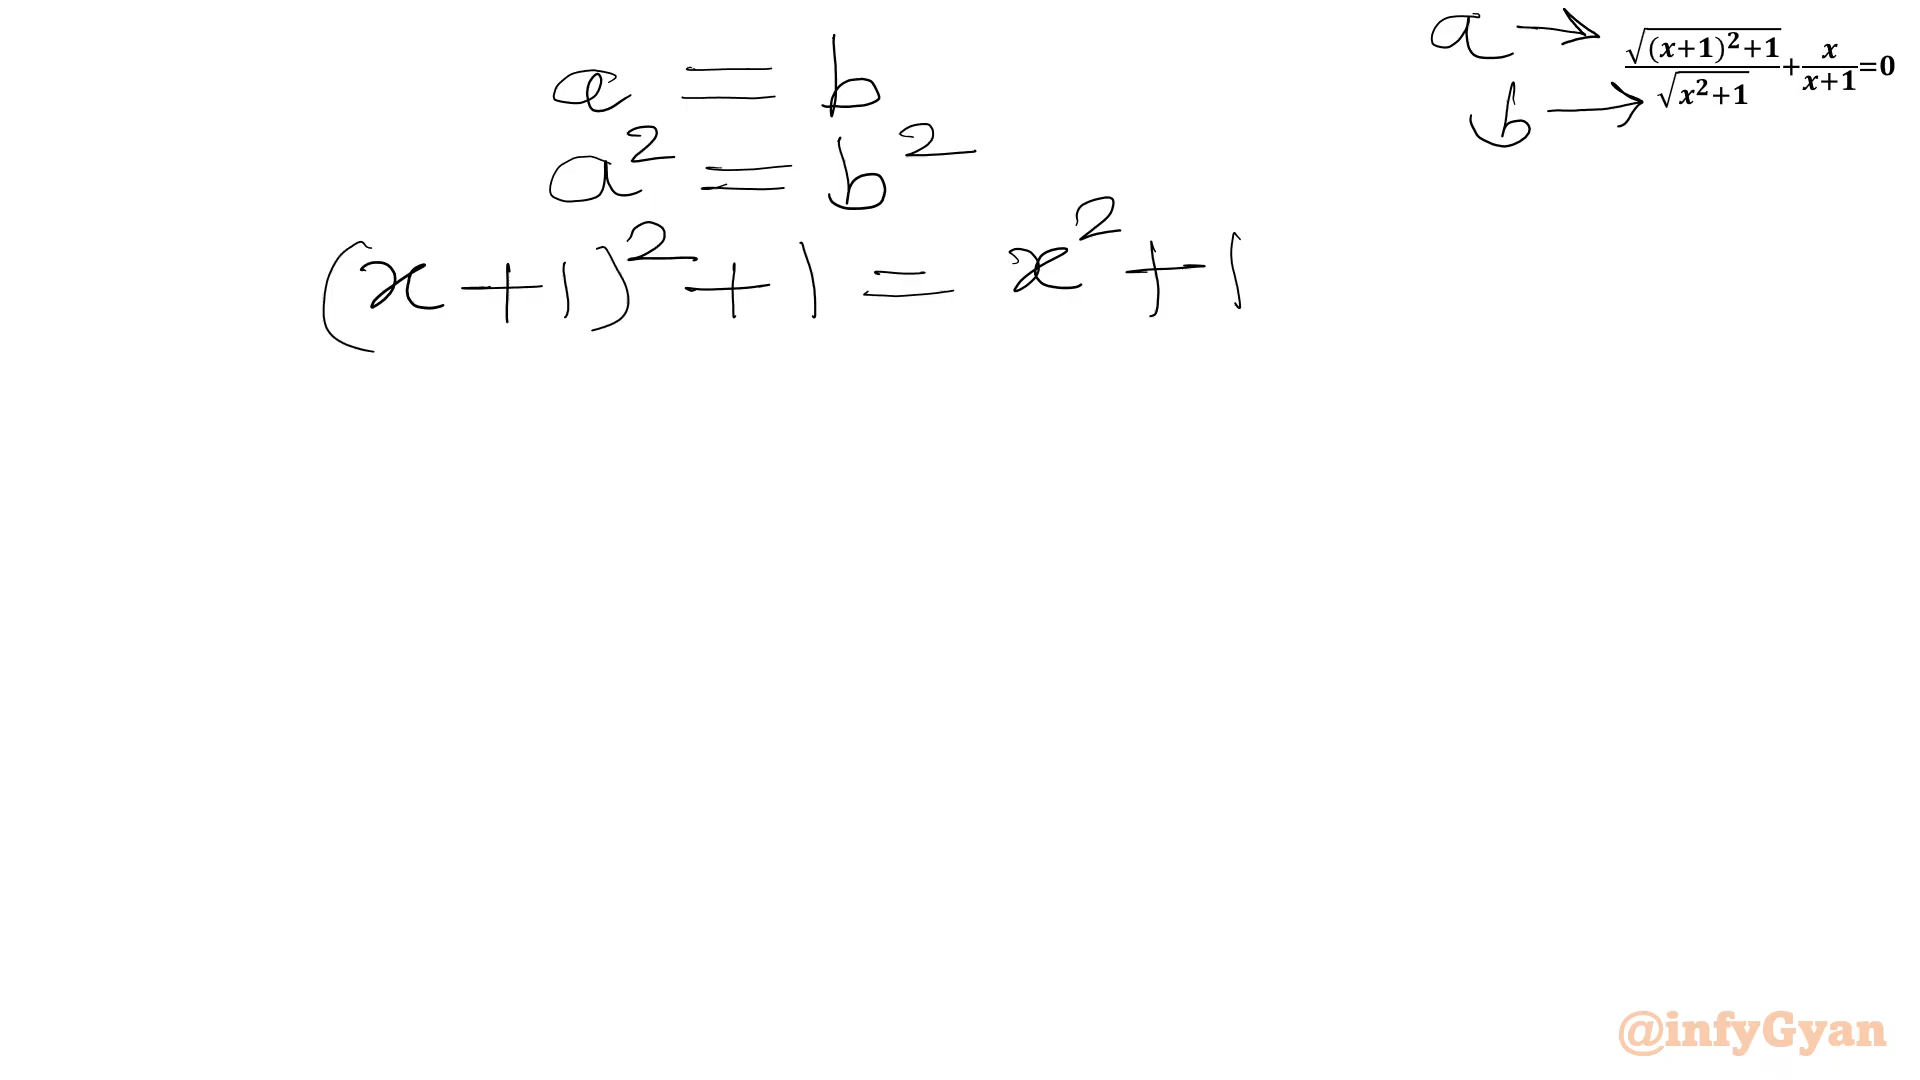 a = b
a² = b²
(x+1)²+1 = x²+1
a → √((x+1)²+1)/√(x²+1) + x/(x+1) = 0
b →
@infyGyan